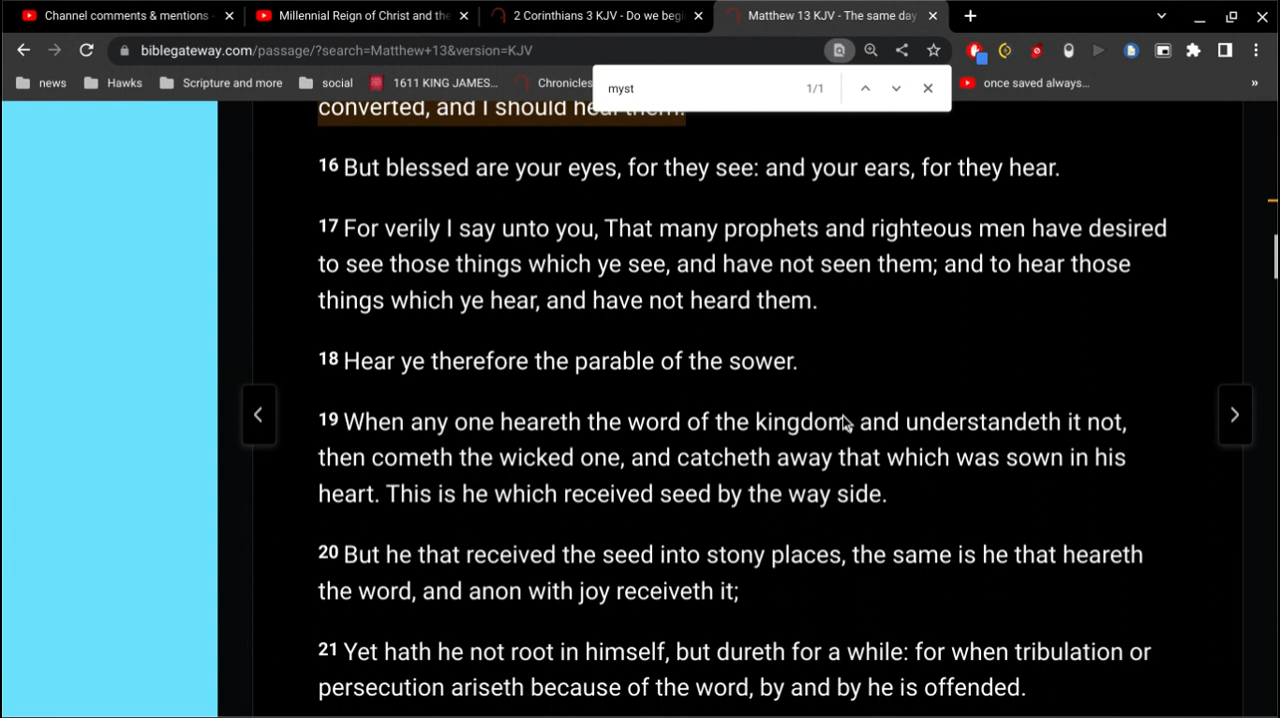 Channel comments & mentions
Millennial Reign of Christ and the
2 Corinthians 3 KJV - Do we begi
Matthew 13 KJV - The same day
biblegateway.com/passage/?search=Matthew+13&version=KJV
news
Hawks
Scripture and more
social
1611 KING JAMES...
Chronicles
once saved always...
»
myst
1/1
converted, and I should heal them.
16 But blessed are your eyes, for they see: and your ears, for they hear.
17 For verily I say unto you, That many prophets and righteous men have desired
to see those things which ye see, and have not seen them; and to hear those
things which ye hear, and have not heard them.
18 Hear ye therefore the parable of the sower.
19 When any one heareth the word of the kingdom, and understandeth it not,
then cometh the wicked one, and catcheth away that which was sown in his
heart. This is he which received seed by the way side.
20 But he that received the seed into stony places, the same is he that heareth
the word, and anon with joy receiveth it;
21 Yet hath he not root in himself, but dureth for a while: for when tribulation or
persecution ariseth because of the word, by and by he is offended.